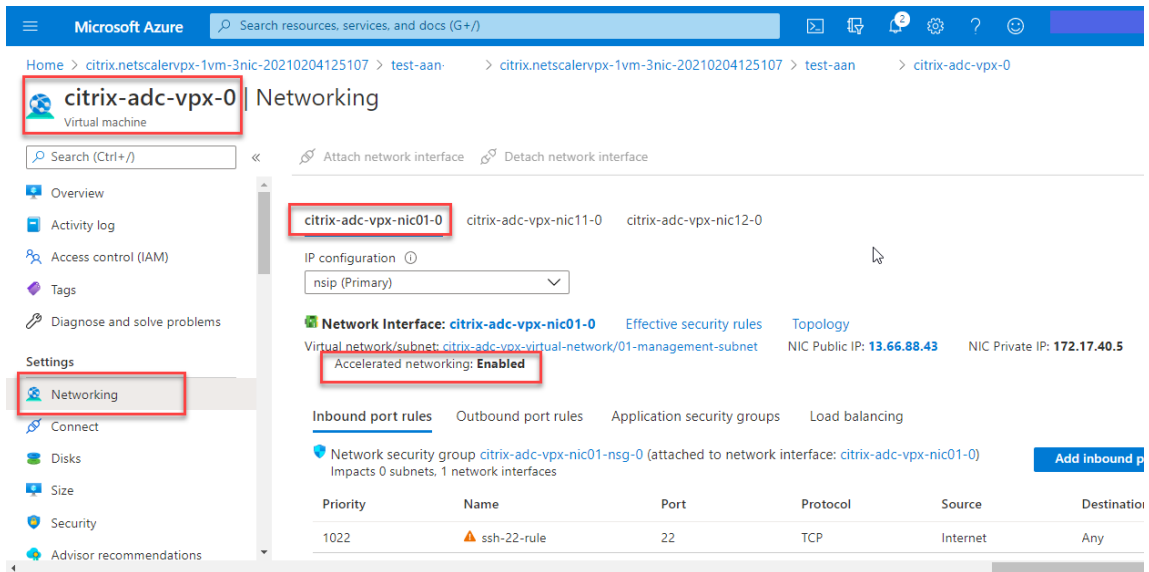 Microsoft Azure
Search resources, services, and docs (G+/)
2
Home > citrix.netscalervpx-1vm-3nic-20210204125107 > test-aan- > citrix.netscalervpx-1vm-3nic-20210204125107 > test-aan > citrix-adc-vpx-0
citrix-adc-vpx-0 | Networking
Virtual machine
Search (Ctrl+/)
«
Attach network interface
Detach network interface
Overview
Activity log
Access control (IAM)
Tags
Diagnose and solve problems
Settings
Networking
Connect
Disks
Size
Security
Advisor recommendations
citrix-adc-vpx-nic01-0
citrix-adc-vpx-nic11-0
citrix-adc-vpx-nic12-0
IP configuration
nsip (Primary)
Network Interface: citrix-adc-vpx-nic01-0
Effective security rules
Topology
Virtual network/subnet: citrix-adc-vpx-virtual-network/01-management-subnet
NIC Public IP: 13.66.88.43
NIC Private IP: 172.17.40.5
Accelerated networking: Enabled
Inbound port rules
Outbound port rules
Application security groups
Load balancing
Network security group citrix-adc-vpx-nic01-nsg-0 (attached to network interface: citrix-adc-vpx-nic01-0)
Impacts 0 subnets, 1 network interfaces
Add inbound p
Priority Name Port Protocol Source Destination
1022 ssh-22-rule 22 TCP Internet Any